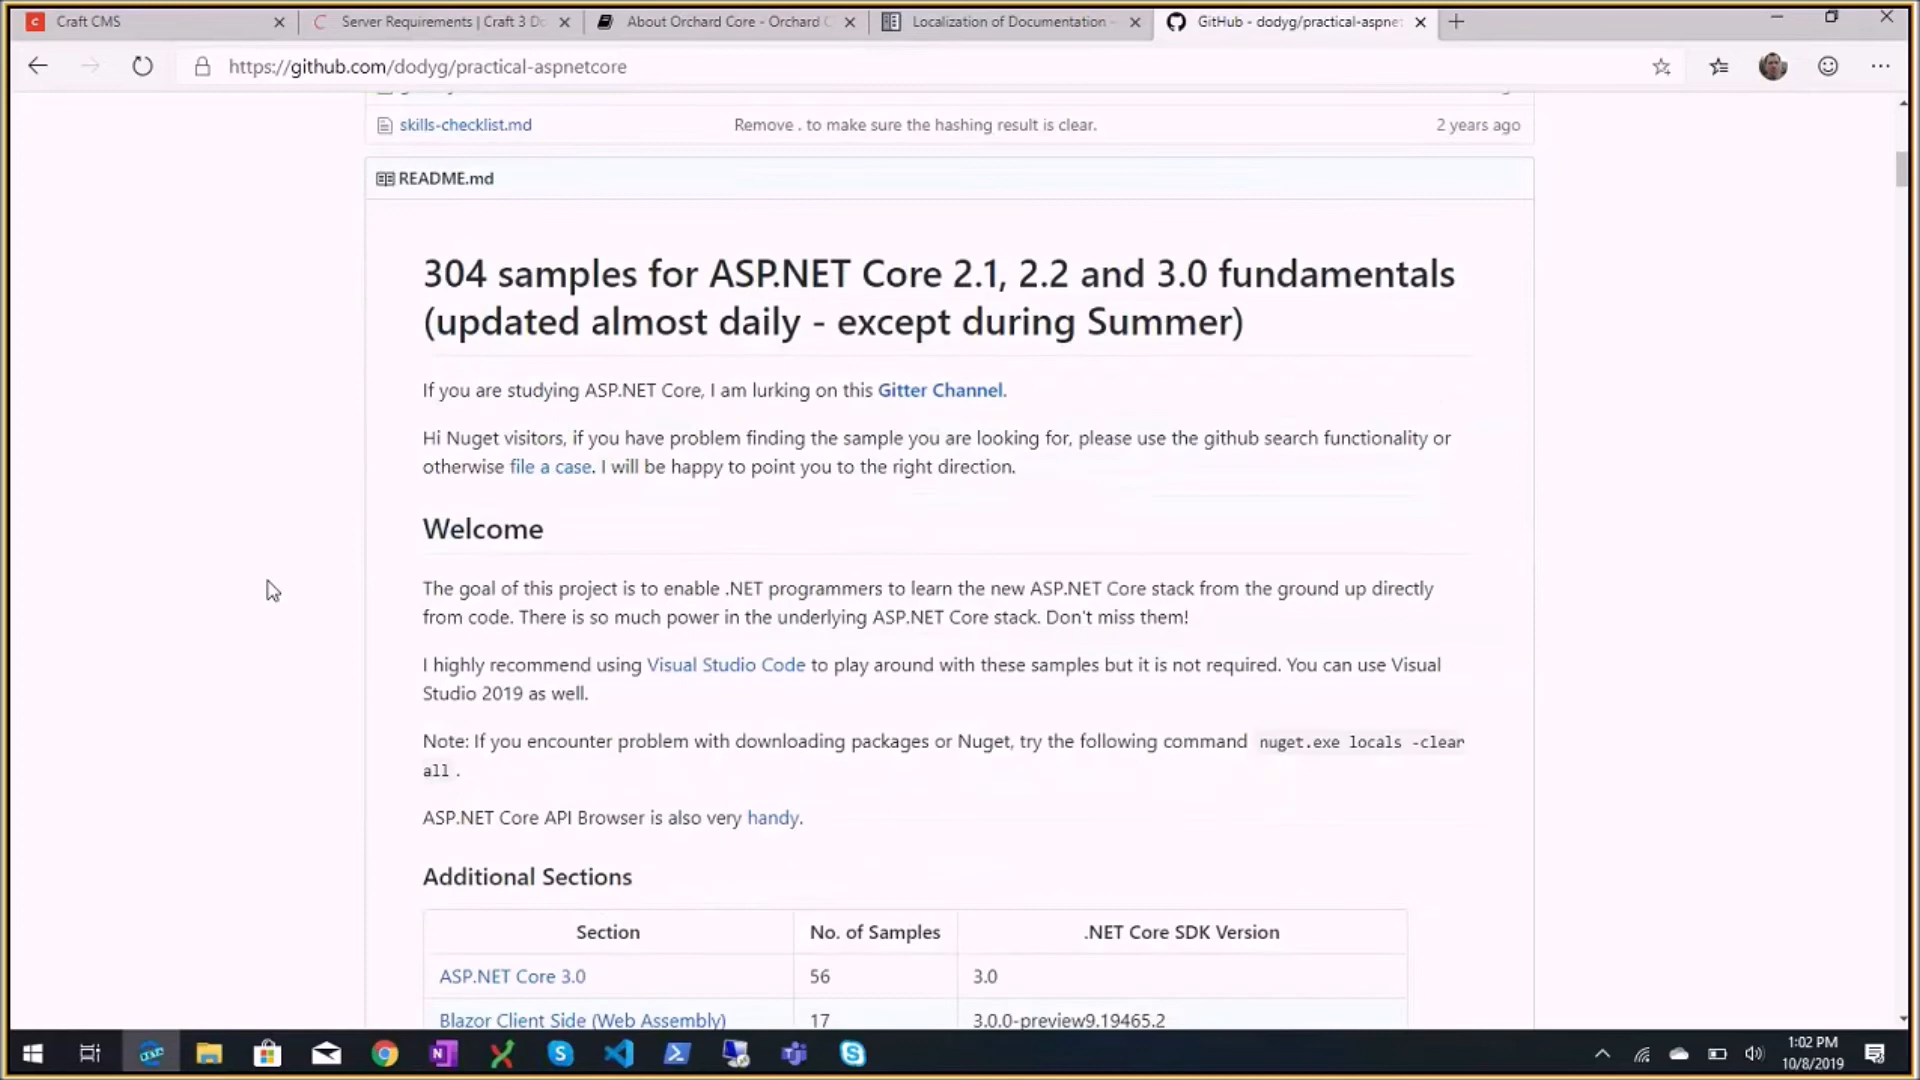 Craft CMS
Server Requirements | Craft 3 Do
About Orchard Core - Orchard C
Localization of Documentation -
GitHub - dodyg/practical-aspnet
https://github.com/dodyg/practical-aspnetcore
skills-checklist.md
Remove . to make sure the hashing result is clear.
2 years ago
README.md
304 samples for ASP.NET Core 2.1, 2.2 and 3.0 fundamentals
(updated almost daily - except during Summer)
If you are studying ASP.NET Core, I am lurking on this Gitter Channel.
Hi Nuget visitors, if you have problem finding the sample you are looking for, please use the github search functionality or
otherwise file a case. I will be happy to point you to the right direction.
Welcome
The goal of this project is to enable .NET programmers to learn the new ASP.NET Core stack from the ground up directly
from code. There is so much power in the underlying ASP.NET Core stack. Don't miss them!
I highly recommend using Visual Studio Code to play around with these samples but it is not required. You can use Visual
Studio 2019 as well.
Note: If you encounter problem with downloading packages or Nuget, try the following command nuget.exe locals -clear
all .
ASP.NET Core API Browser is also very handy.
Additional Sections
Section
No. of Samples
.NET Core SDK Version
ASP.NET Core 3.0
56
3.0
Blazor Client Side (Web Assembly)
17
3.0.0-preview9.19465.2
1:02 PM
10/8/2019